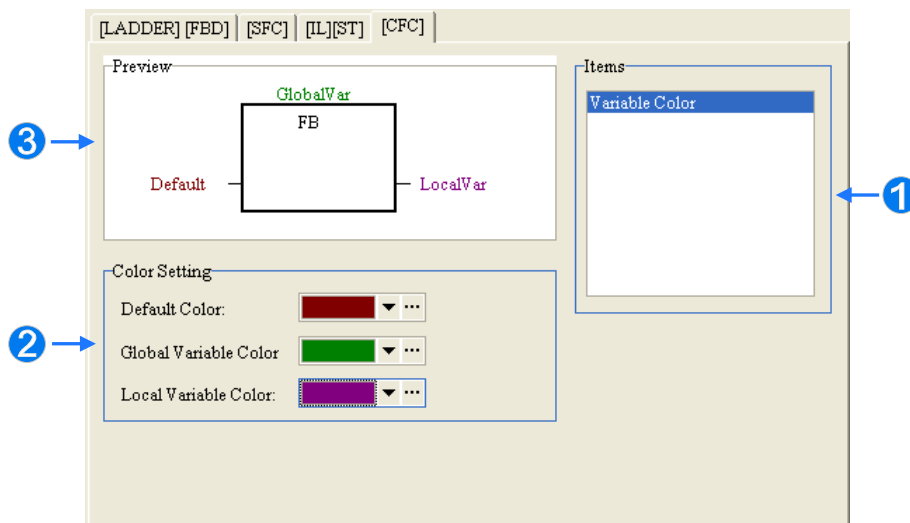 [LADDER] [FBD] [SFC] [IL][ST] [CFC]
Preview
GlobalVar
FB
Default
LocalVar
3
Items
Variable Color
1
Color Setting
Default Color:
Global Variable Color
Local Variable Color:
2